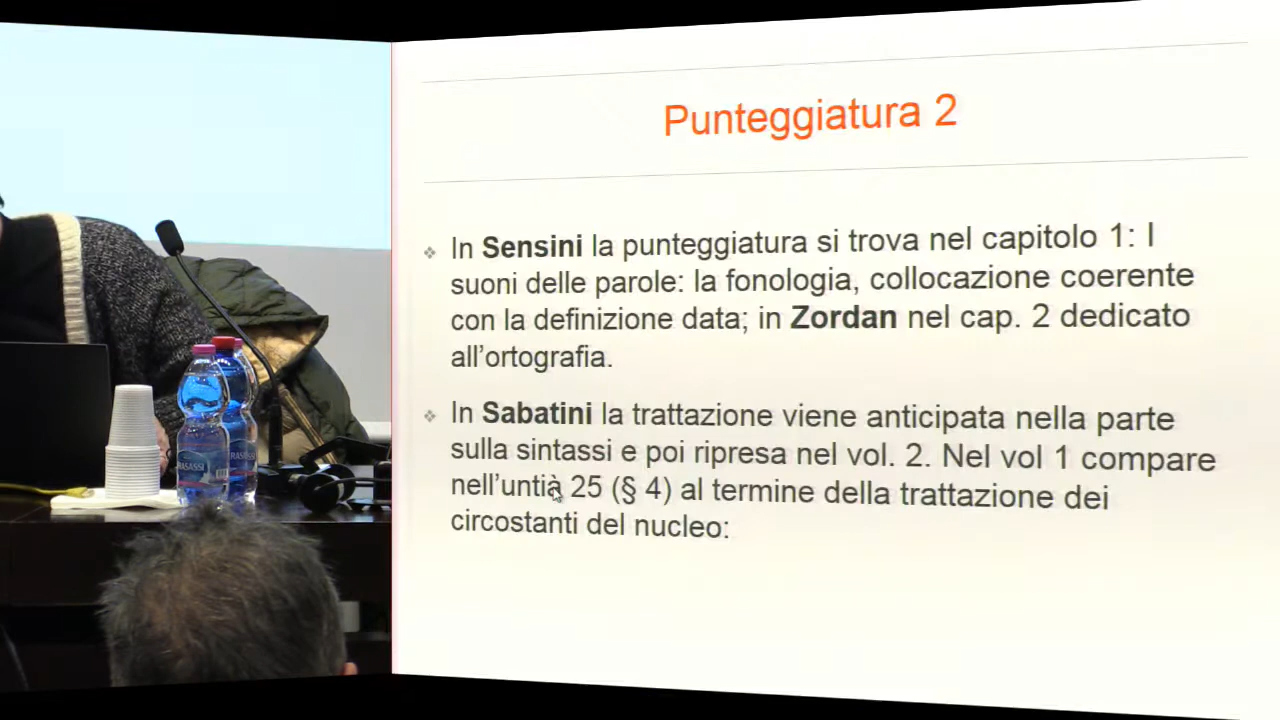 Punteggiatura 2
In Sensini la punteggiatura si trova nel capitolo 1: I
suoni delle parole: la fonologia, collocazione coerente
con la definizione data; in Zordan nel cap. 2 dedicato
all'ortografia.
In Sabatini la trattazione viene anticipata nella parte
sulla sintassi e poi ripresa nel vol. 2. Nel vol 1 compare
nell'untià 25 (§ 4) al termine della trattazione dei
circostanti del nucleo: